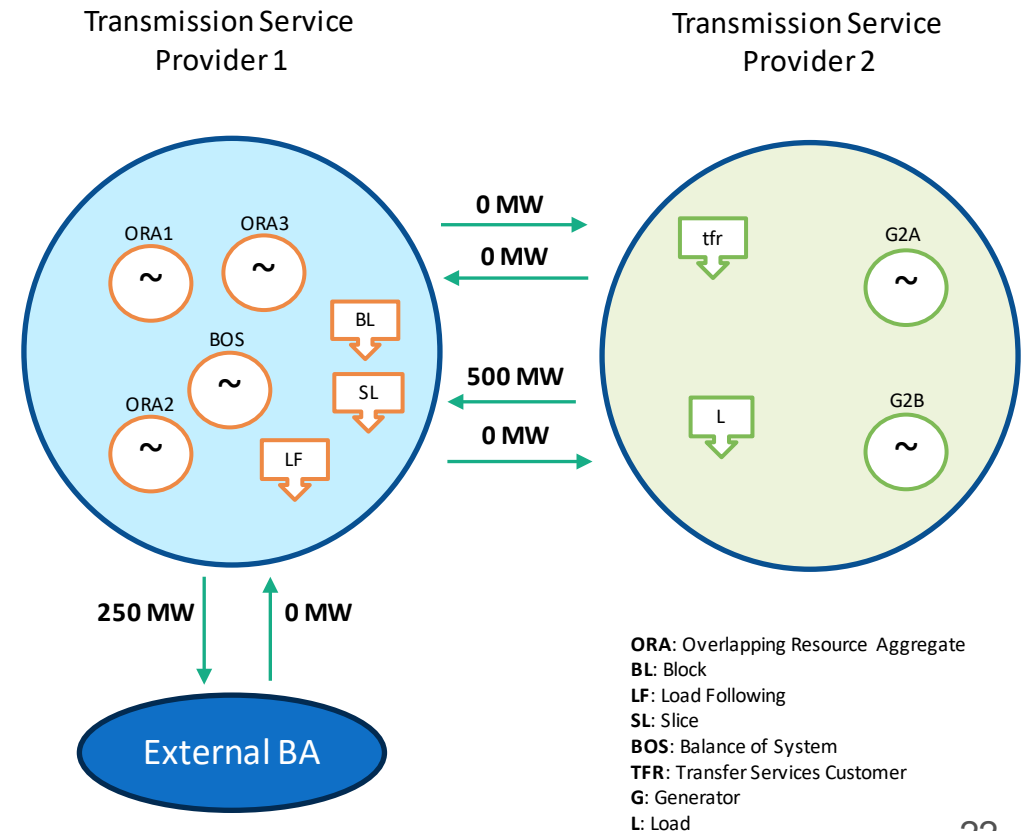 Transmission Service
Provider 1
Transmission Service
Provider 2
0 MW
ORA1
ORA3
~
~
tfr
G2A
~
0 MW
BL
BOS
~
500 MW
SL
ORA2
~
L
G2B
~
0 MW
LF
250 MW
0 MW
External BA
ORA: Overlapping Resource Aggregate
BL: Block
LF: Load Following
SL: Slice
BOS: Balance of System
TFR: Transfer Services Customer
G: Generator
L: Load